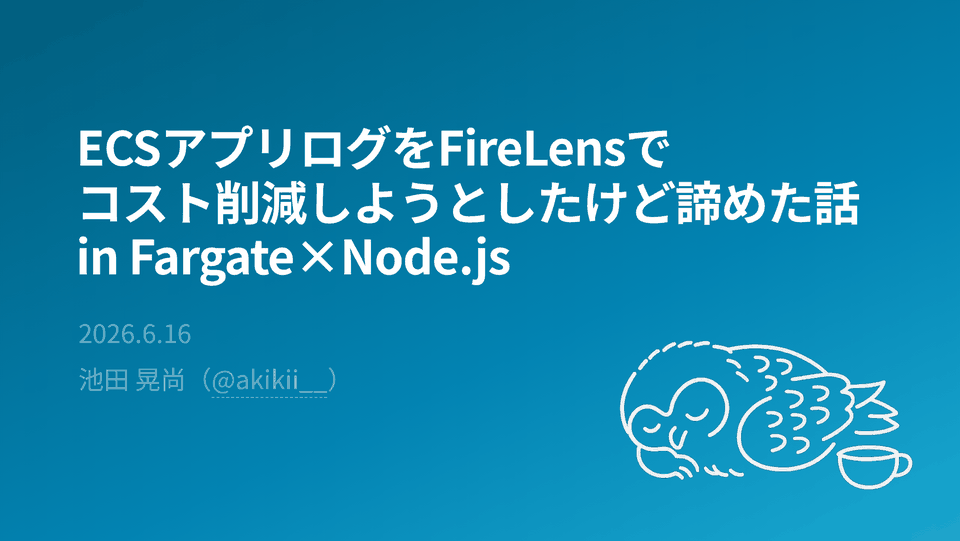 ECSアプリログをFireLensで
コスト削減しようとしたけど諦めた話
in Fargate×Node.js
2026.6.16
池田 晃尚（@akikii__）